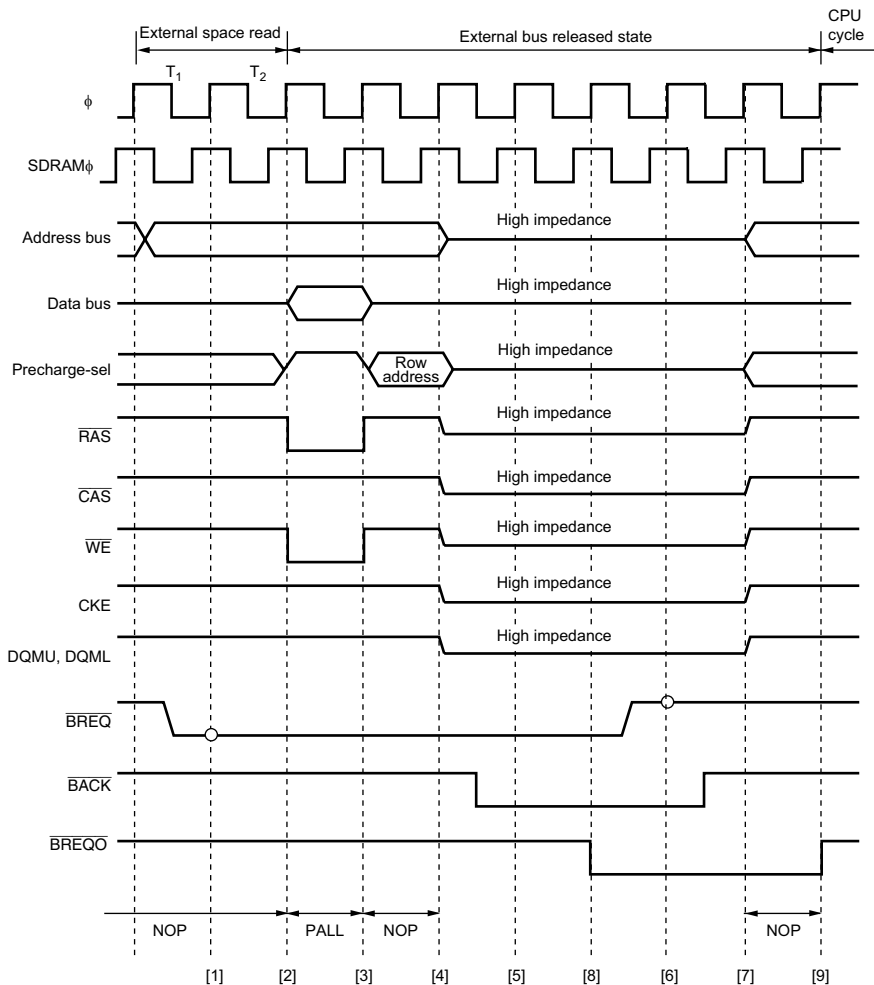 External space read
External bus released state
CPU cycle
T1
T2
ϕ
SDRAMϕ
Address bus
High impedance
Data bus
High impedance
Precharge-sel
Row address
High impedance
RAS
High impedance
CAS
High impedance
WE
High impedance
CKE
High impedance
DQMU, DQML
High impedance
BREQ
BACK
BREQO
NOP
PALL
NOP
NOP
[1]
[2]
[3]
[4]
[5]
[8]
[6]
[7]
[9]